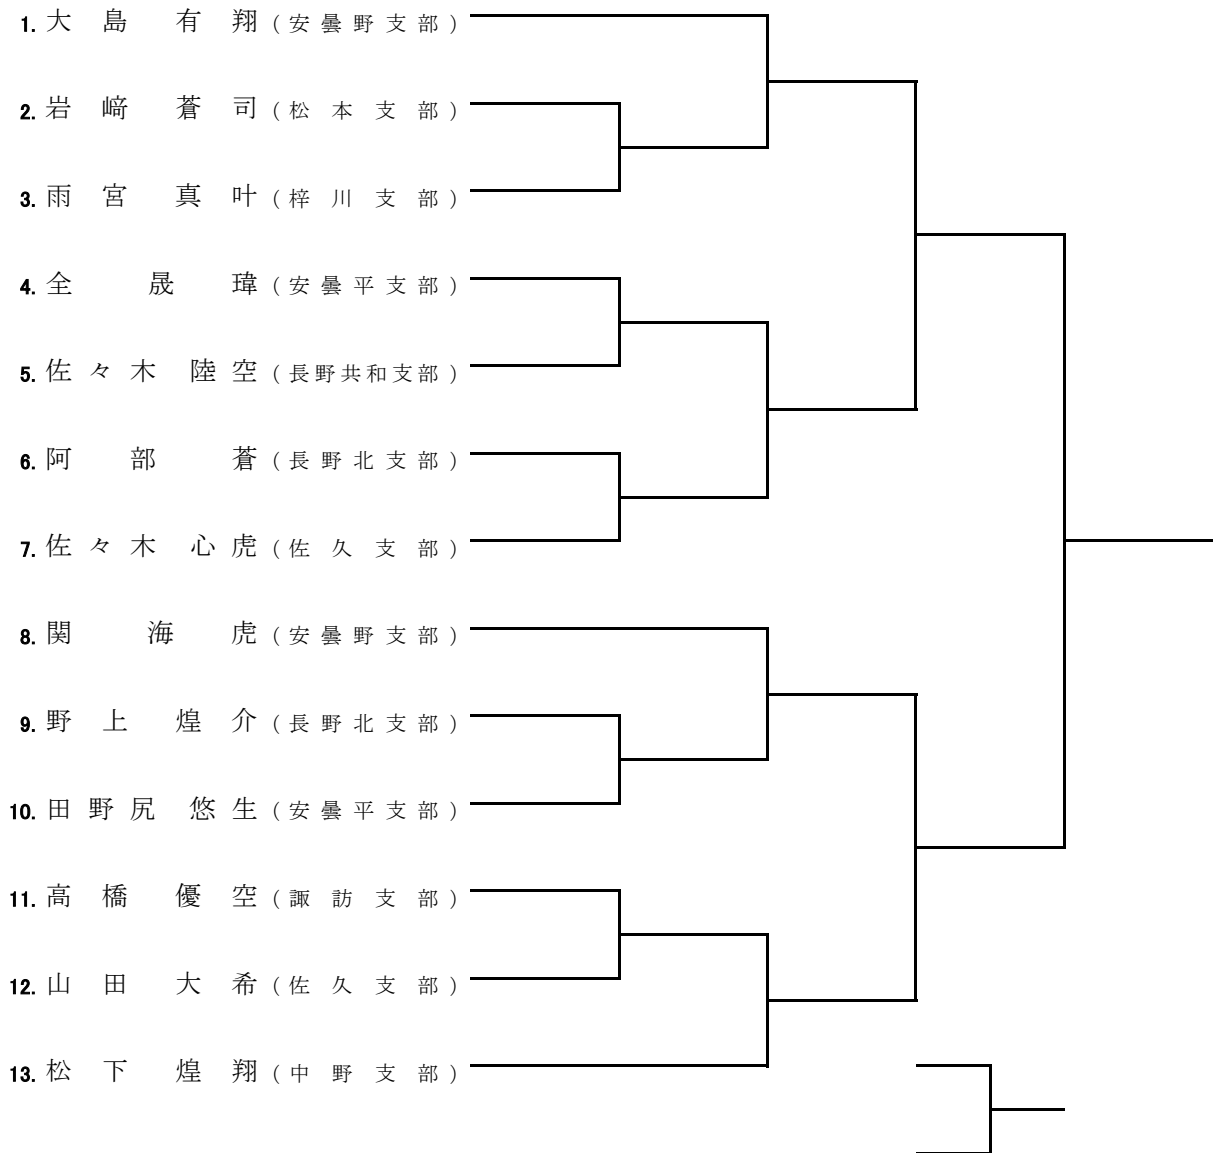 1. 大島 有翔 (安曇野支部)
2. 岩﨑 蒼司 (松本支部)
3. 雨宮 真叶 (梓川支部)
4. 全 晟瑋 (安曇平支部)
5. 佐々木 陸空 (長野共和支部)
6. 阿部 蒼 (長野北支部)
7. 佐々木 心虎 (佐久支部)
8. 関 海虎 (安曇野支部)
9. 野上 煌介 (長野北支部)
10. 田野尻 悠生 (安曇平支部)
11. 高橋 優空 (諏訪支部)
12. 山田 大希 (佐久支部)
13. 松下 煌翔 (中野支部)